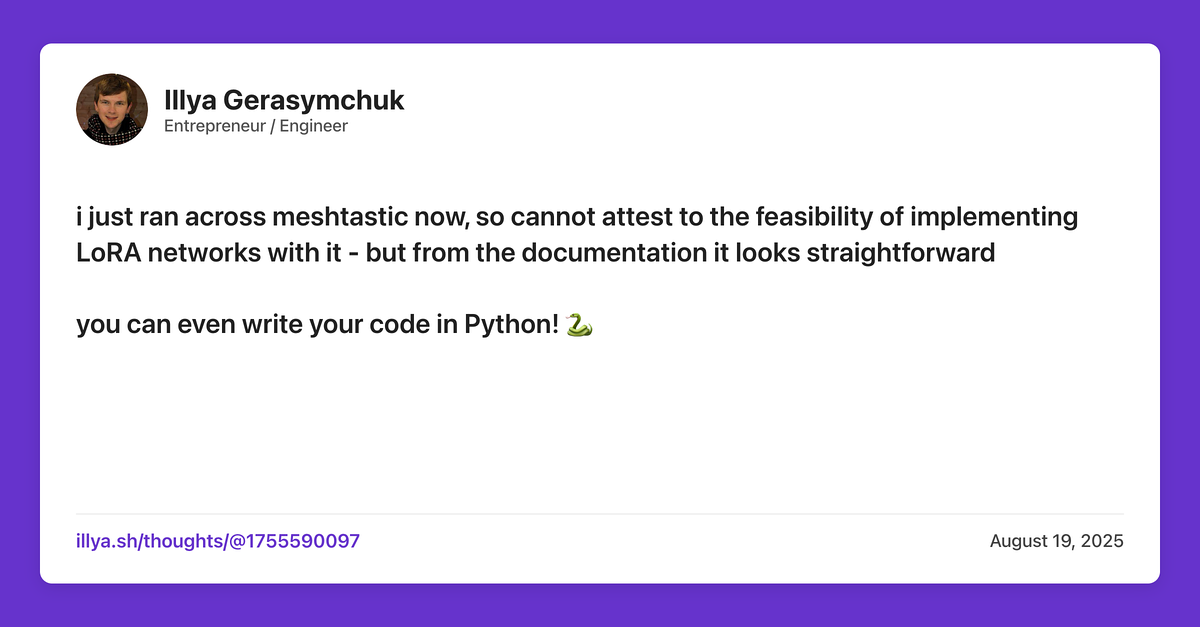 Illya Gerasymchuk
Entrepreneur / Engineer
i just ran across meshtastic now, so cannot attest to the feasibility of implementing
LoRA networks with it - but from the documentation it looks straightforward
you can even write your code in Python! 🐍
illya.sh/thoughts/@1755590097
August 19, 2025